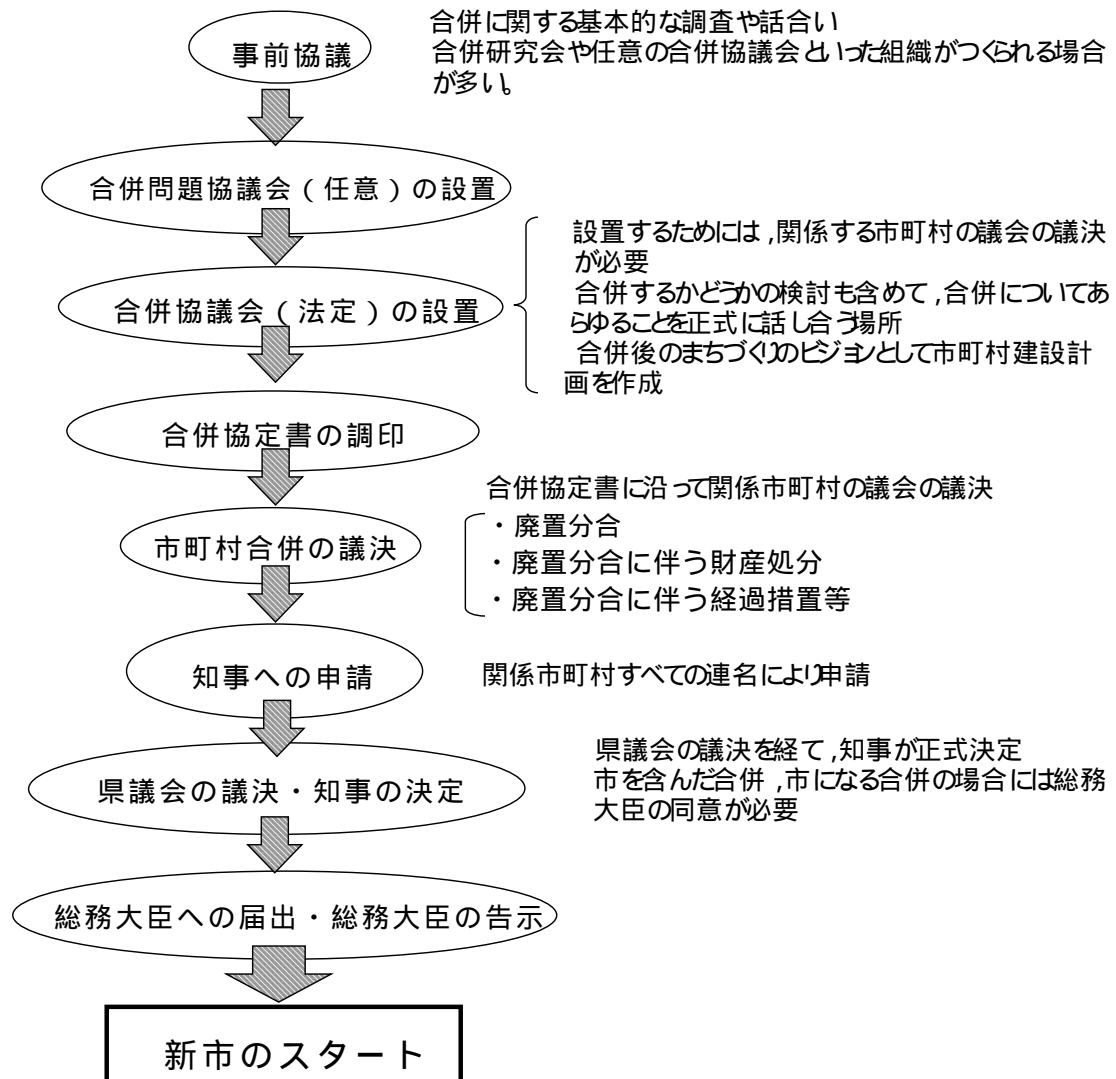 事前協議
合併に関する基本的な調査や話合い
合併研究会や任意の合併協議会といった組織がつくられる場合
が多い。
合併問題協議会(任意)の設置
合併協議会(法定)の設置
設置するためには,関係する市町村の議会の議決
が必要
合併するかどうかの検討も含めて,合併についてあ
らゆることを正式に話し合う場所
合併後のまちづくりのビジョンとして市町村建設計
画を作成
合併協定書の調印
市町村合併の議決
合併協定書に沿って関係市町村の議会の議決
・廃置分合
・廃置分合に伴う財産処分
・廃置分合に伴う経過措置等
知事への申請
関係市町村すべての連名により申請
県議会の議決・知事の決定
県議会の議決を経て,知事が正式決定
市を含んだ合併,市になる合併の場合には総務
大臣の同意が必要
総務大臣への届出・総務大臣の告示
新市のスタート